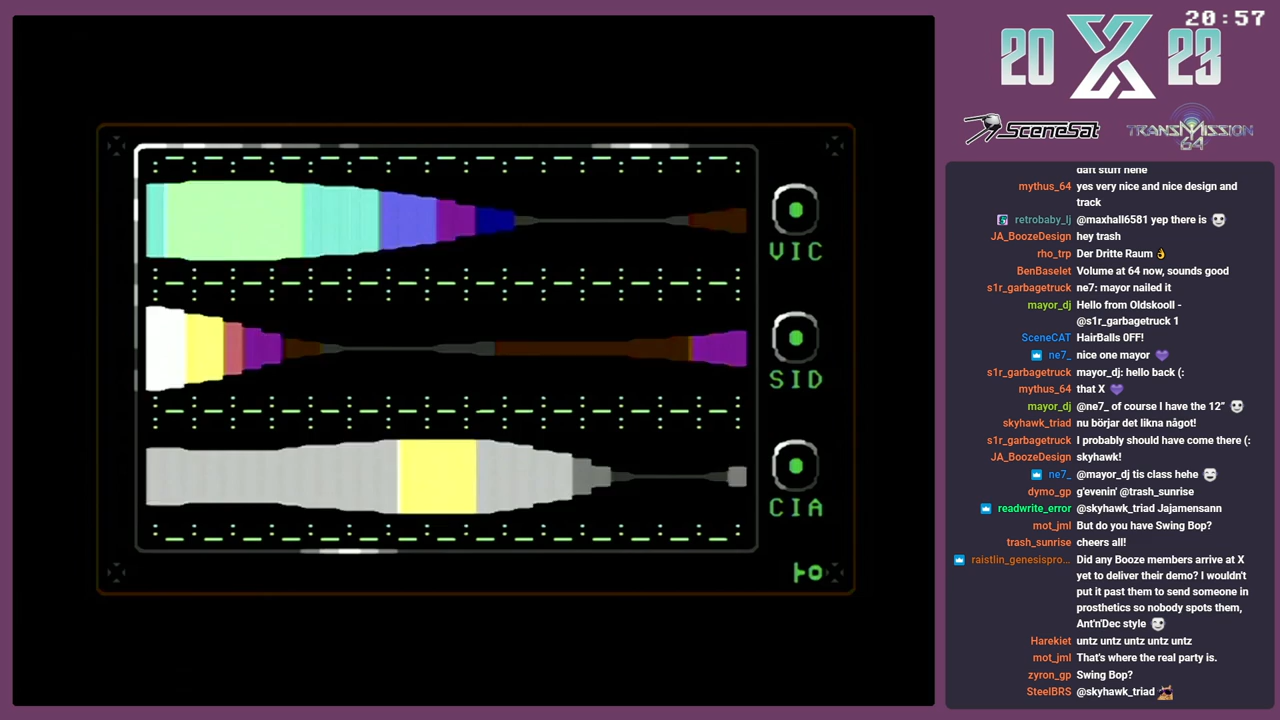 20:57
20 X 23
SceneSat
TRANSMISSION
64
VIC
SID
CIA
daft stuff hehe
mythus_64 yes very nice and nice design and
track
retrobaby_lj @maxhall6581 yep there is
JA_BoozeDesign hey trash
rho_trp Der Dritte Raum
BenBaselet Volume at 64 now, sounds good
s1r_garbagetruck ne7: mayor nailed it
mayor_dj Hello from Oldskooll -
@s1r_garbagetruck 1
SceneCAT HairBalls 0FF!
ne7_ nice one mayor
s1r_garbagetruck mayor_dj: hello back (:
mythus_64 that X
mayor_dj @ne7_ of course I have the 12”
skyhawk_triad nu börjar det likna något!
s1r_garbagetruck I probably should have come there (:
JA_BoozeDesign skyhawk!
ne7_ @mayor_dj tis class hehe
dymo_gp g'evenin' @trash_sunrise
readwrite_error @skyhawk_triad Jajamensann
mot_jml But do you have Swing Bop?
trash_sunrise cheers all!
raistlin_genesispro... Did any Booze members arrive at X
yet to deliver their demo? I wouldn't
put it past them to send someone in
prosthetics so nobody spots them,
Ant'n'Dec style
Harekiet untz untz untz untz untz
mot_jml That's where the real party is.
zyron_gp Swing Bop?
SteelBRS @skyhawk_triad